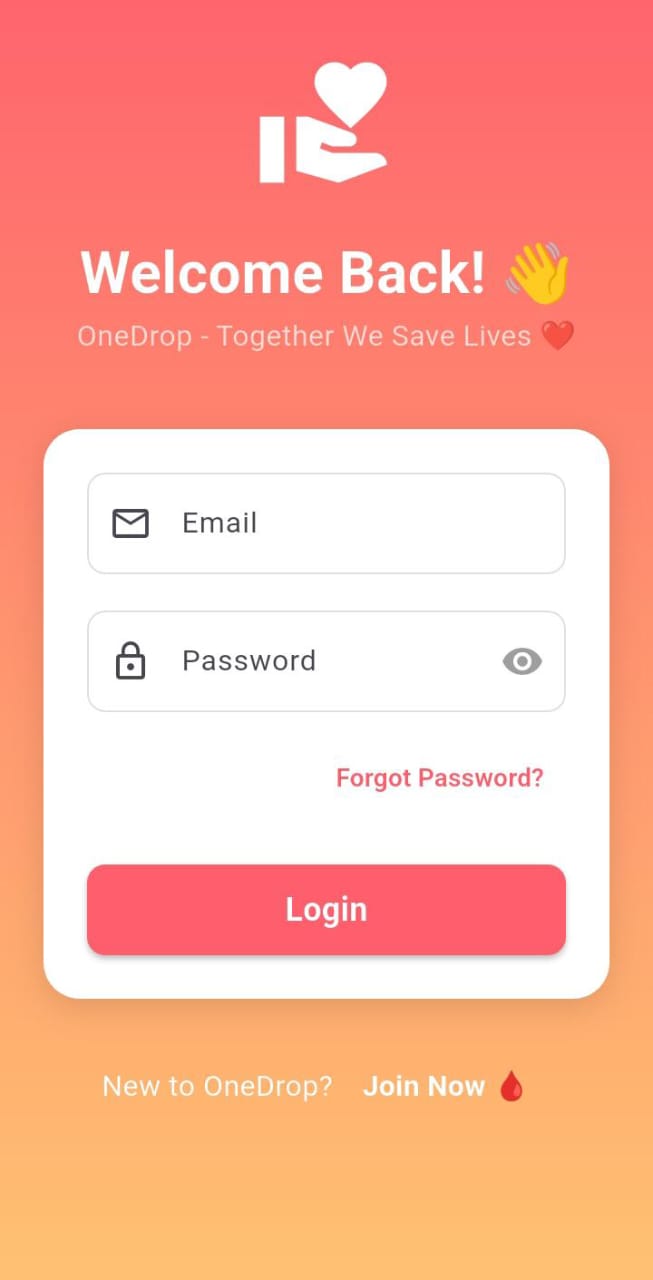 Welcome Back! 👋
OneDrop - Together We Save Lives ❤️
Email
Password
Forgot Password?
Login
New to OneDrop? Join Now 🩸